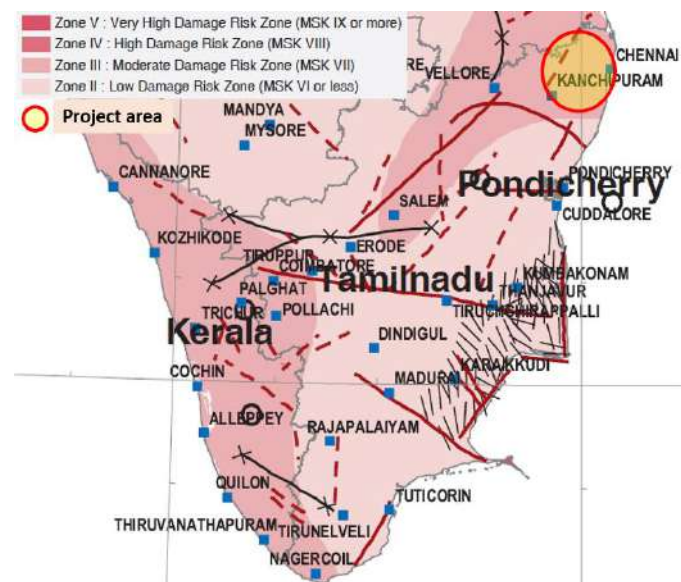 Zone V : Very High Damage Risk Zone (MSK IX or more)
Zone IV : High Damage Risk Zone (MSK VIII)
Zone III : Moderate Damage Risk Zone (MSK VII)
Zone II : Low Damage Risk Zone (MSK VI or less)
Project area
RE
CHENNAI
VELLORE
KANCHIPURAM
MANDYA
MYSORE
CANNANORE
PONDICHERRY
Pondicherry
SALEM
CUDDALORE
KOZHIKODE
ERODE
TIRUPPUR
COIMBATORE
KUMBAKONAM
Tamilnadu
THANJAVUR
PALGHAT
TIRUCHCHIRAPPALLI
TRICHUR
POLLACHI
Kerala
DINDIGUL
COCHIN
KARAIKKUDI
MADURAI
ALLEPPEY
RAJAPALAIYAM
QUILON
TUTICORIN
THIRUVANATHAPURAM
TIRUNELVELI
NAGERCOIL